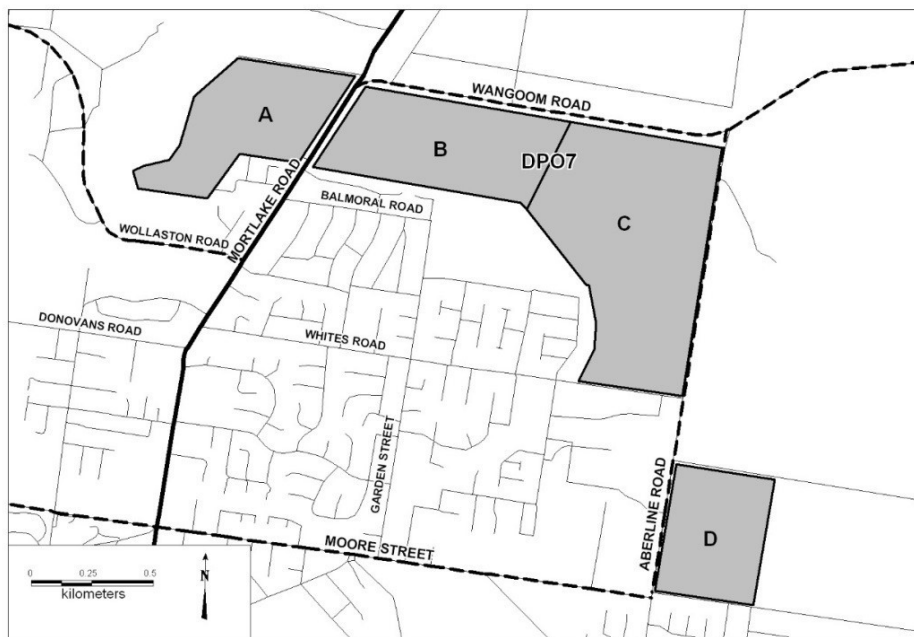 WANGOOM ROAD
A
B
DPO7
C
BALMORAL ROAD
MORTLAKE ROAD
WOLLASTON ROAD
DONOVANS ROAD
WHITES ROAD
GARDEN STREET
ABERLINE ROAD
D
MOORE STREET
0 0.25 0.5
kilometers
N